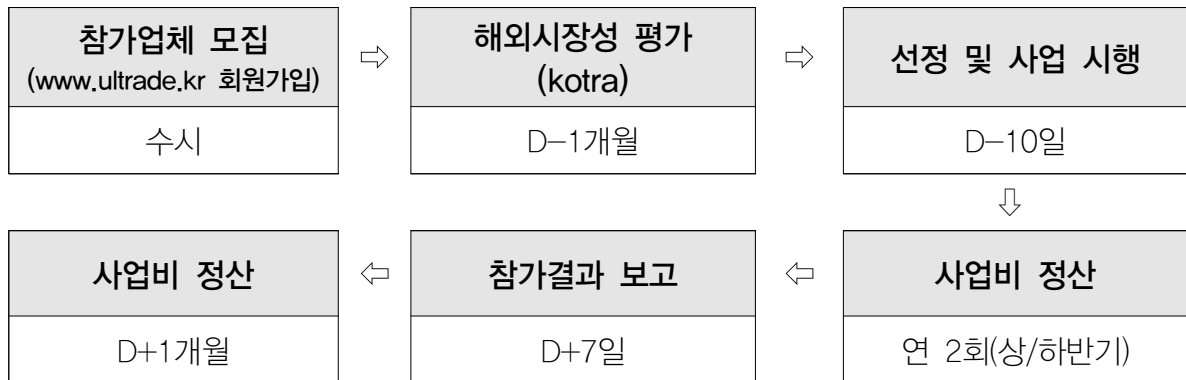 참가업체 모집
(www.ultrade.kr 회원가입)
수시
⇨
해외시장성 평가
(kotra)
D-1개월
⇨
선정 및 사업 시행
D-10일
⇩
사업비 정산
연 2회(상/하반기)
⇦
참가결과 보고
D+7일
⇦
사업비 정산
D+1개월